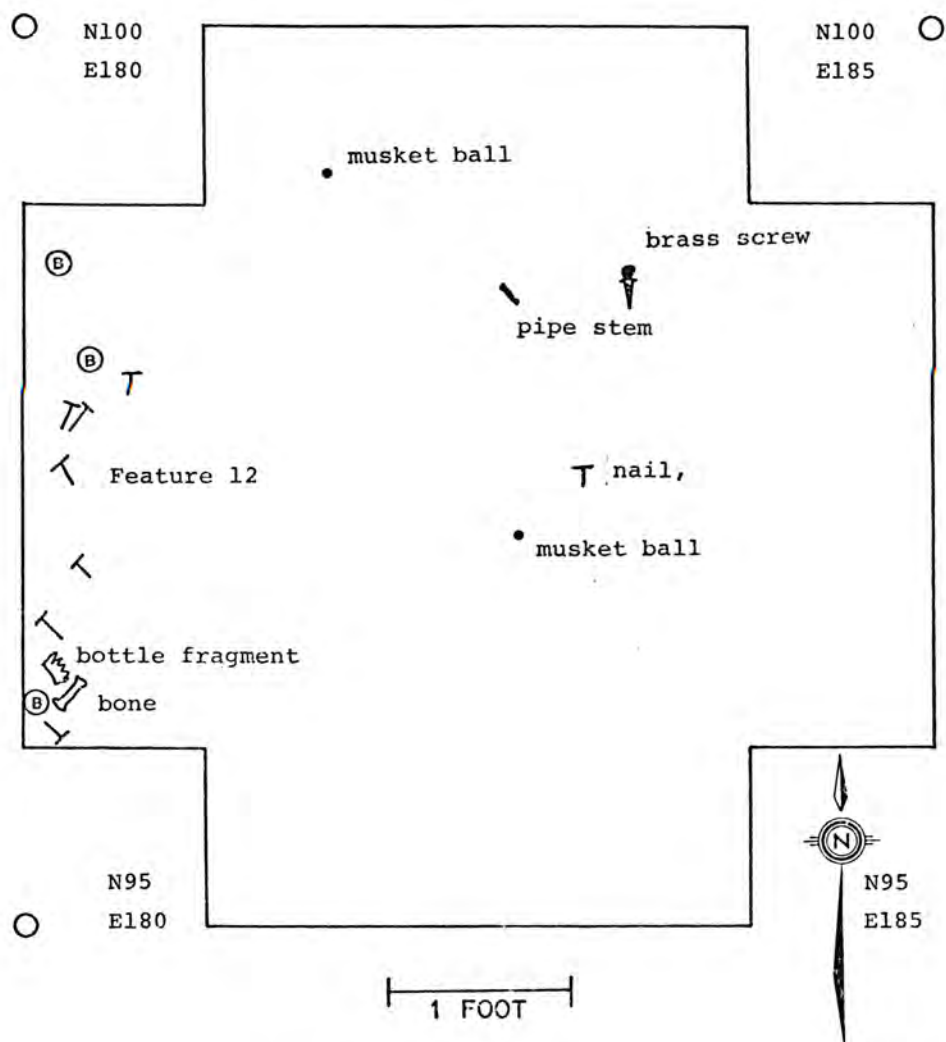 N100
E180
N100
E185
musket ball
brass screw
B
pipe stem
B
Feature 12
nail,
musket ball
bottle fragment
B
bone
N
N95
E180
N95
E185
1 FOOT